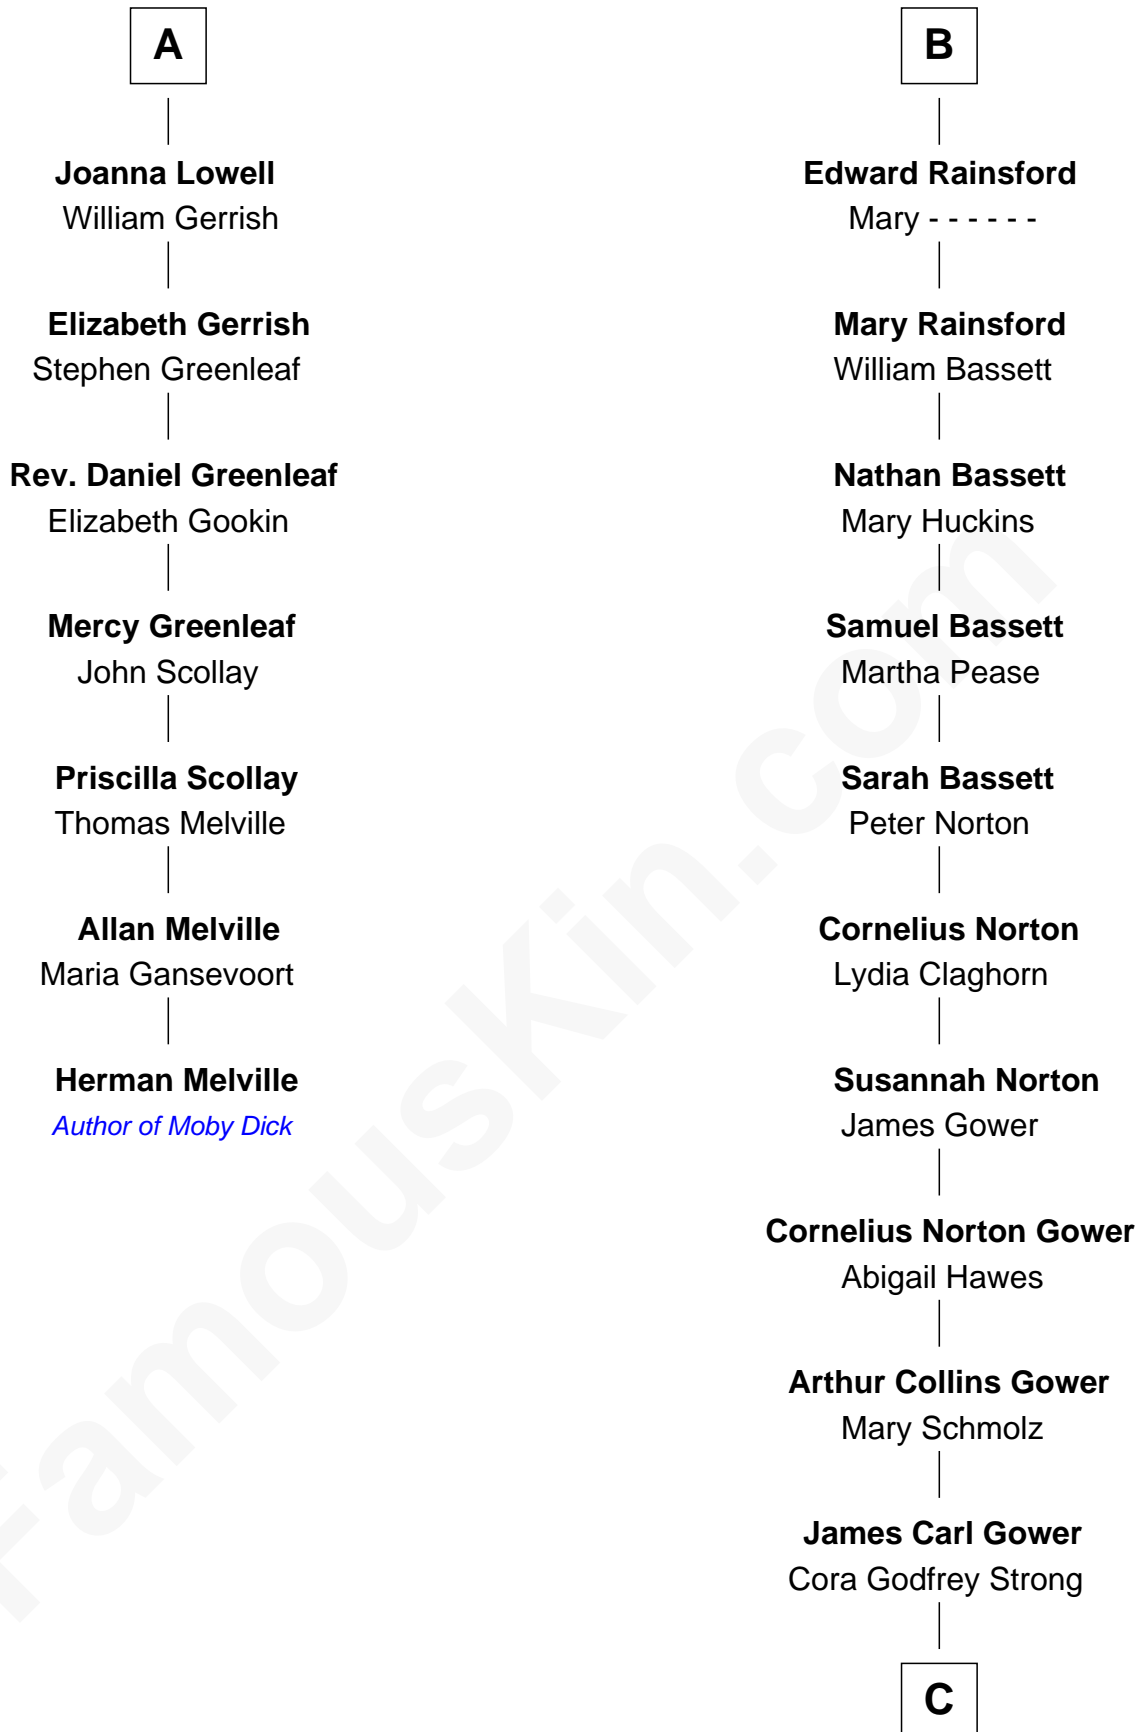 A
Joanna Lowell
William Gerrish
Elizabeth Gerrish
Stephen Greenleaf
Rev. Daniel Greenleaf
Elizabeth Gookin
Mercy Greenleaf
John Scollay
Priscilla Scollay
Thomas Melville
Allan Melville
Maria Gansevoort
Herman Melville
Author of Moby Dick
B
Edward Rainsford
Mary - - - - - -
Mary Rainsford
William Bassett
Nathan Bassett
Mary Huckins
Samuel Bassett
Martha Pease
Sarah Bassett
Peter Norton
Cornelius Norton
Lydia Claghorn
Susannah Norton
James Gower
Cornelius Norton Gower
Abigail Hawes
Arthur Collins Gower
Mary Schmolz
James Carl Gower
Cora Godfrey Strong
C
FamousKin.com